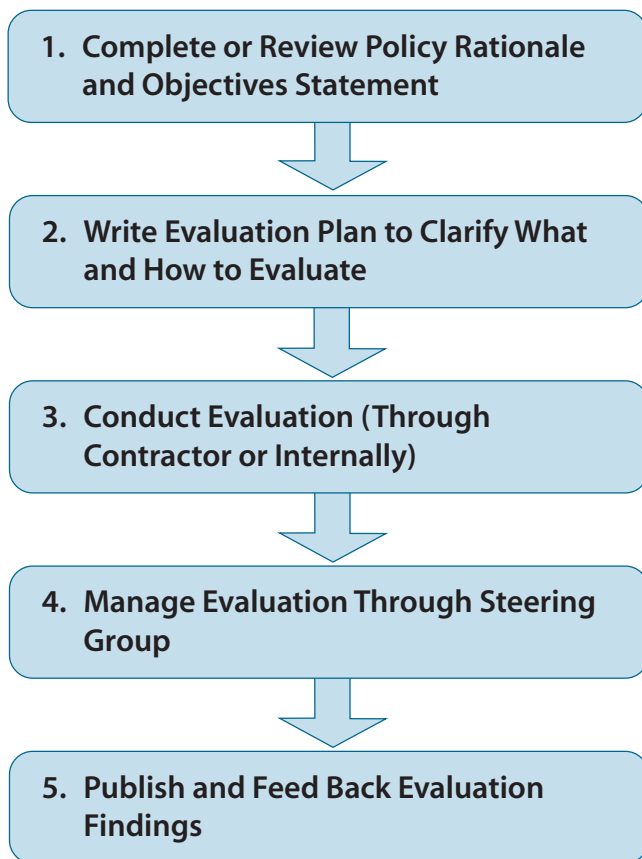 1. Complete or Review Policy Rationale
and Objectives Statement
2. Write Evaluation Plan to Clarify What
and How to Evaluate
3. Conduct Evaluation (Through
Contractor or Internally)
4. Manage Evaluation Through Steering
Group
5. Publish and Feed Back Evaluation
Findings